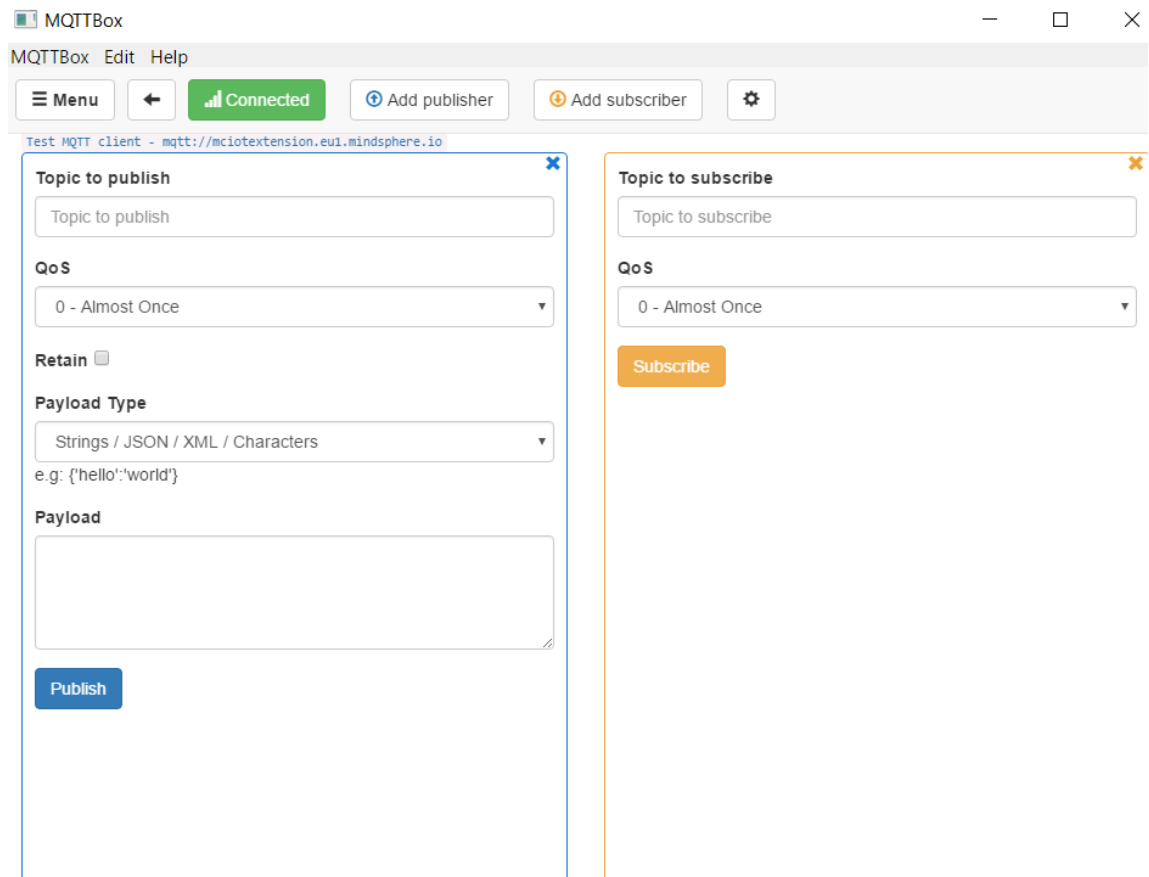 MQTTBox
MQTTBox Edit Help
Menu Connected Add publisher Add subscriber
Test MQTT client - mqtt://mciotextension.eu1.mindsphere.io
Topic to publish
Topic to publish
QoS
0 - Almost Once
Retain
Payload Type
Strings / JSON / XML / Characters
e.g: {'hello':'world'}
Payload
Publish
Topic to subscribe
Topic to subscribe
QoS
0 - Almost Once
Subscribe